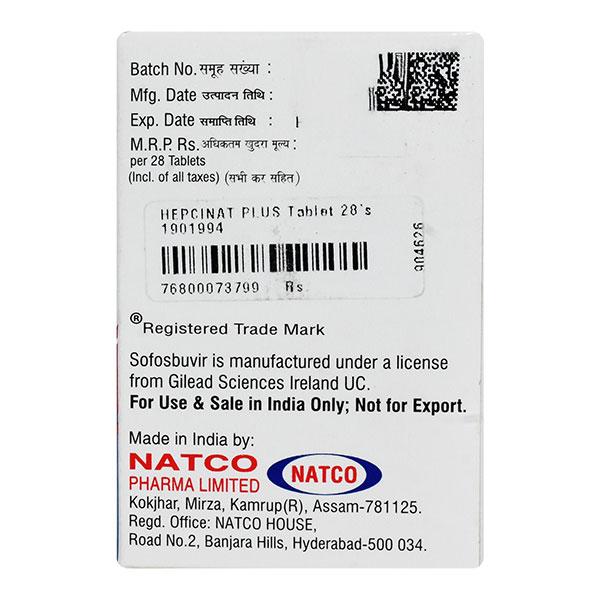 Batch No. समूह संख्या :
Mfg. Date उत्पादन तिथि :
Exp. Date समाप्ति तिथि :
M.R.P. Rs. अधिकतम खुदरा मूल्य :
per 28 Tablets
(Incl. of all taxes) (सभी कर सहित)
HEPCINAT PLUS Tablet 28's
1901994
904626
76800073799 Rs
® Registered Trade Mark
Sofosbuvir is manufactured under a license
from Gilead Sciences Ireland UC.
For Use & Sale in India Only; Not for Export.
Made in India by:
NATCO
PHARMA LIMITED
NATCO
Kokjhar, Mirza, Kamrup(R), Assam-781125.
Regd. Office: NATCO HOUSE,
Road No.2, Banjara Hills, Hyderabad-500 034.